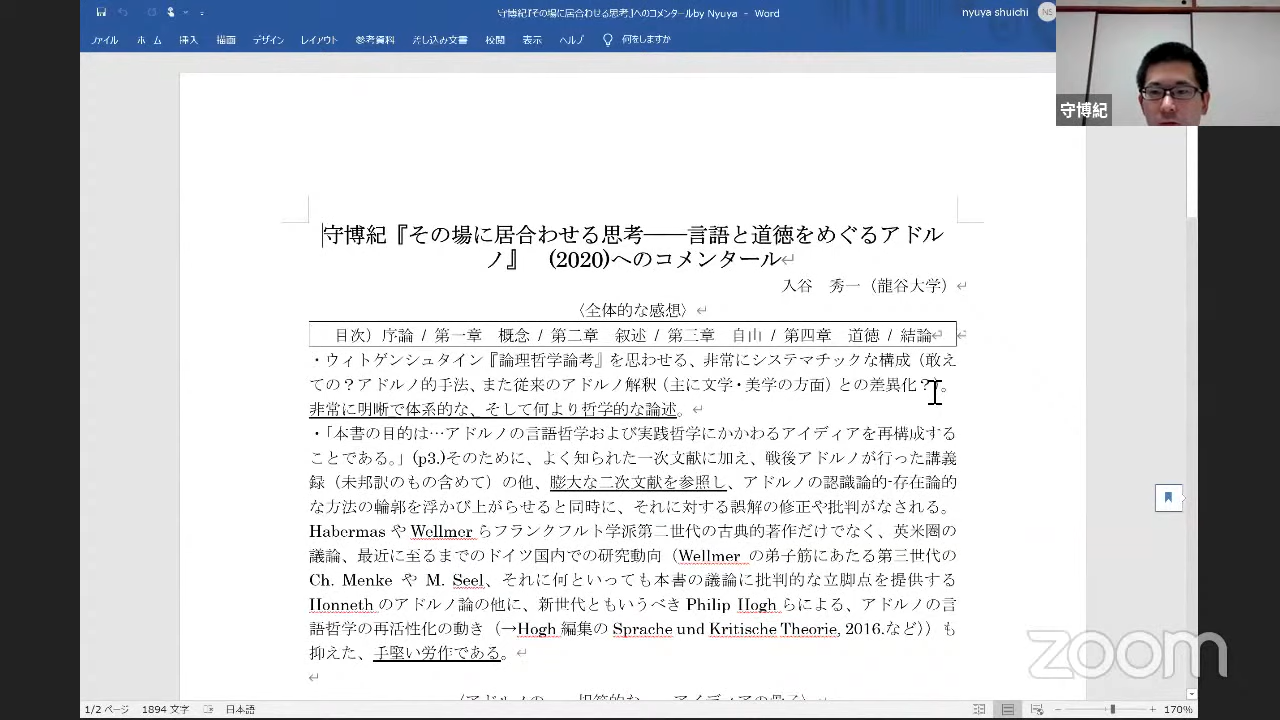 守博紀『その場に居合わせる思考』へのコメンタールby Nyuya - Word
nyuya shuichi
NS
ファイル ホーム 挿入 描画 デザイン レイアウト 参考資料 差し込み文書 校閲 表示 ヘルプ 何をしますか
守博紀
守博紀『その場に居合わせる思考――言語と道徳をめぐるアドル
ノ』 (2020)へのコメンタール
入谷 秀一（龍谷大学）
〈全体的な感想〉
目次）序論 / 第一章 概念 / 第二章 叙述 / 第三章 自由 / 第四章 道徳 / 結論
・ウィトゲンシュタイン『論理哲学論考』を思わせる、非常にシステマチックな構成（敢え
ての？アドルノ的手法、また従来のアドルノ解釈（主に文学・美学の方面）との差異化？）。
非常に明晰で体系的な、そして何より哲学的な論述。
・「本書の目的は…アドルノの言語哲学および実践哲学にかかわるアイディアを再構成する
ことである。」(p3.)そのために、よく知られた一次文献に加え、戦後アドルノが行った講義
録（未邦訳のもの含めて）の他、膨大な二次文献を参照し、アドルノの認識論的-存在論的
な方法の輪郭を浮かび上がらせると同時に、それに対する誤解の修正や批判がなされる。
Habermas や Wellmer らフランクフルト学派第二世代の古典的著作だけでなく、英米圏の
議論、最近に至るまでのドイツ国内での研究動向（Wellmer の弟子筋にあたる第三世代の
Ch. Menke や M. Seel、それに何といっても本書の議論に批判的な立脚点を提供する
Honneth のアドルノ論の他に、新世代ともいうべき Philip Hogh らによる、アドルノの言
語哲学の再活性化の動き（→Hogh 編集の Sprache und Kritische Theorie, 2016.など））も
抑えた、手堅い労作である。
zoom
1/2 ページ 1894 文字 日本語
170%